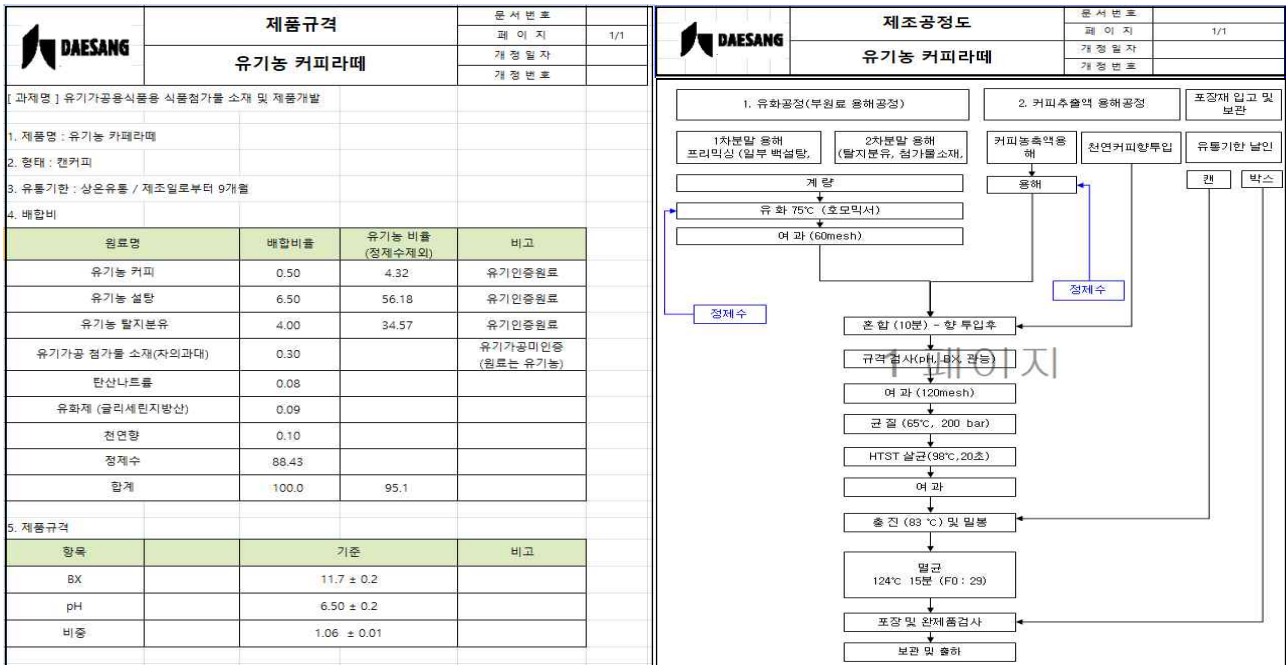 DAESANG
제품규격
유기농 커피라떼
문서번호
페 이 지 1/1
개정일자
개정번호
[ 과제명 ] 유기가공용식품용 식품첨가물 소재 및 제품개발
1. 제품명 : 유기농 카페라떼
2. 형태 : 캔커피
3. 유통기한 : 상온유통 / 제조일로부터 9개월
4. 배합비
원료명 배합비율 유기농 비율 비고
(정제수제외)
유기농 커피 0.50 4.32 유기인증원료
유기농 설탕 6.50 56.18 유기인증원료
유기농 탈지분유 4.00 34.57 유기인증원료
유기가공 첨가물 소재(자의과대) 0.30 유기가공미인증
(원료는 유기농)
탄산나트륨 0.08
유화제 (글리세린지방산) 0.09
천연향 0.10
정제수 88.43
합계 100.0 95.1
5. 제품규격
항목 기준 비고
BX 11.7 ± 0.2
pH 6.50 ± 0.2
비중 1.06 ± 0.01
DAESANG
제조공정도
유기농 커피라떼
문서번호
페 이 지 1/1
개정일자
개정번호
1. 유화공정(부원료 용해공정)
2. 커피추출액 용해공정
포장재 입고 및
보관
1차분말 용해
프리믹싱 (일부 백설탕,
2차분말 용해
(탈지분유, 첨가물소재,
커피농축액용
해
천연커피향투입
유통기한 날인
계 량
용해
캔
박스
유 화 75℃ (호모믹서)
여 과 (60mesh)
정제수
정제수
혼 합 (10분) - 향 투입후
규격검사(pH, BX, 관능)
1 페이지
여 과 (120mesh)
균 질 (65℃, 200 bar)
HTST 살균(98℃,20초)
여 과
충 진 (83 ℃) 및 밀봉
멸균
124℃ 15분 (F0 : 29)
포장 및 완제품검사
보관 및 출하